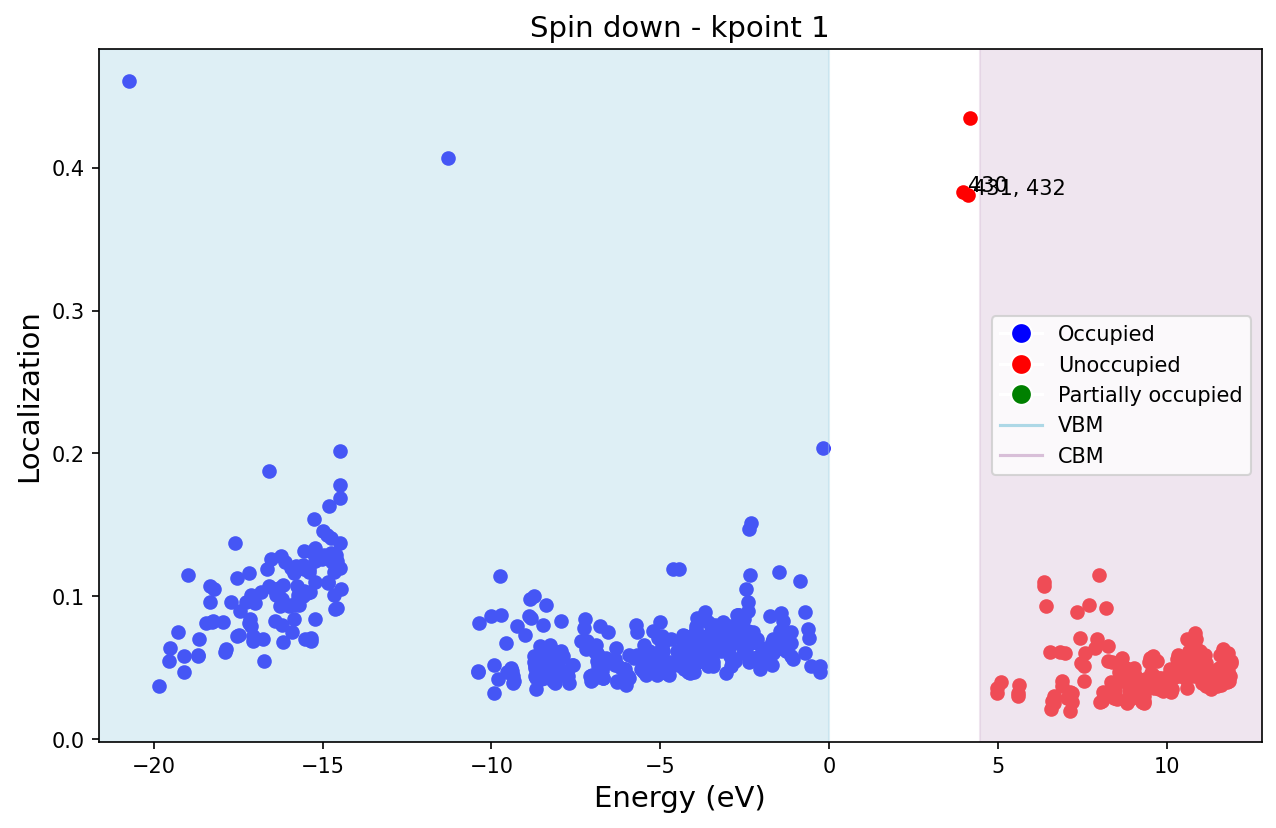 Spin down - kpoint 1
Localization
0.4
0.3
0.2
0.1
0.0
430
431, 432
Occupied
Unoccupied
Partially occupied
VBM
CBM
−20
−15
−10
−5
0
5
10
Energy (eV)